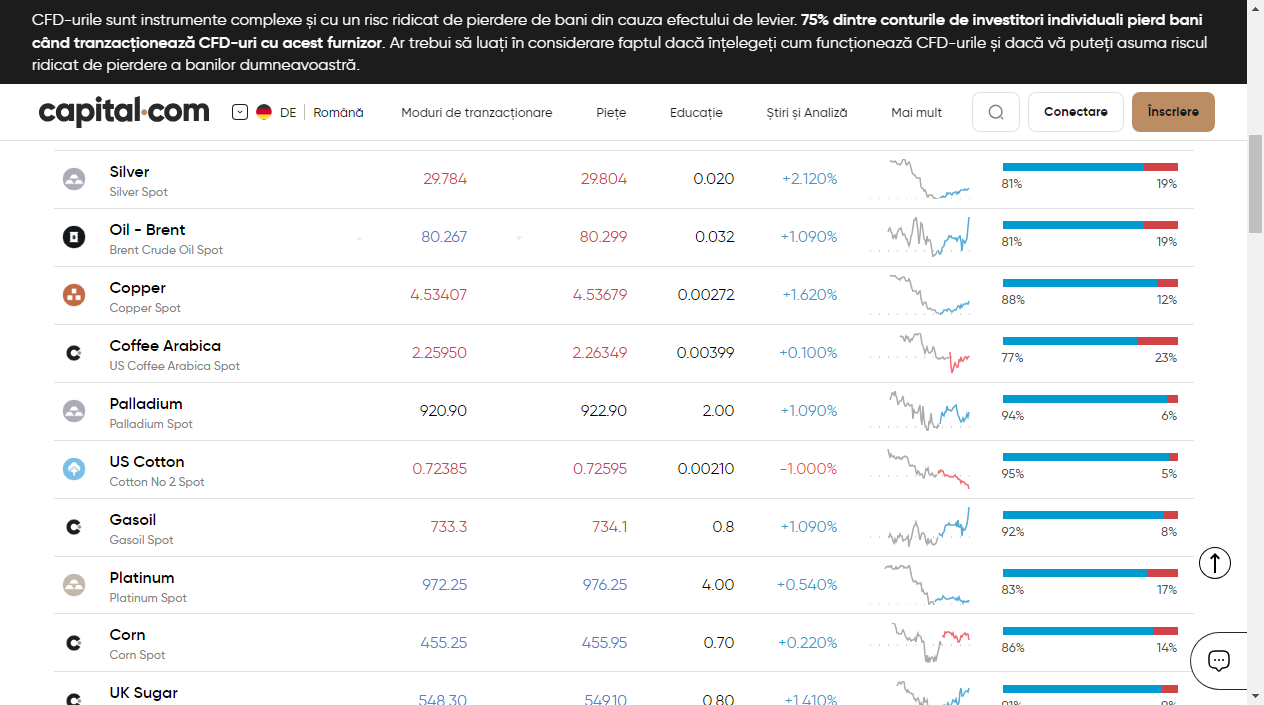 CFD-urile sunt instrumente complexe și cu un risc ridicat de pierdere de bani din cauza efectului de levier. 75% dintre conturile de investitori individuali pierd bani
când tranzacționează CFD-uri cu acest furnizor. Ar trebui să luați în considerare faptul dacă înțelegeți cum funcționează CFD-urile și dacă vă puteți asuma riscul
ridicat de pierdere a banilor dumneavoastră.
capital.com DE Română Moduri de tranzacționare Piețe Educație Știri și Analiză Mai mult Conectare Înscriere
Silver 29.784 29.804 0.020 +2.120%
Silver Spot 81% 19%
Oil - Brent 80.267 80.299 0.032 +1.090%
Brent Crude Oil Spot 81% 19%
Copper 4.53407 4.53679 0.00272 +1.620%
Copper Spot 88% 12%
Coffee Arabica 2.25950 2.26349 0.00399 +0.100%
US Coffee Arabica Spot 77% 23%
Palladium 920.90 922.90 2.00 +1.090%
Palladium Spot 94% 6%
US Cotton 0.72385 0.72595 0.00210 -1.000%
Cotton No 2 Spot 95% 5%
Gasoil 733.3 734.1 0.8 +1.090%
Gasoil Spot 92% 8%
Platinum 972.25 976.25 4.00 +0.540%
Platinum Spot 83% 17%
Corn 455.25 455.95 0.70 +0.220%
Corn Spot 86% 14%
UK Sugar 548.30 549.10 0.80 +1.410%
91% 9%